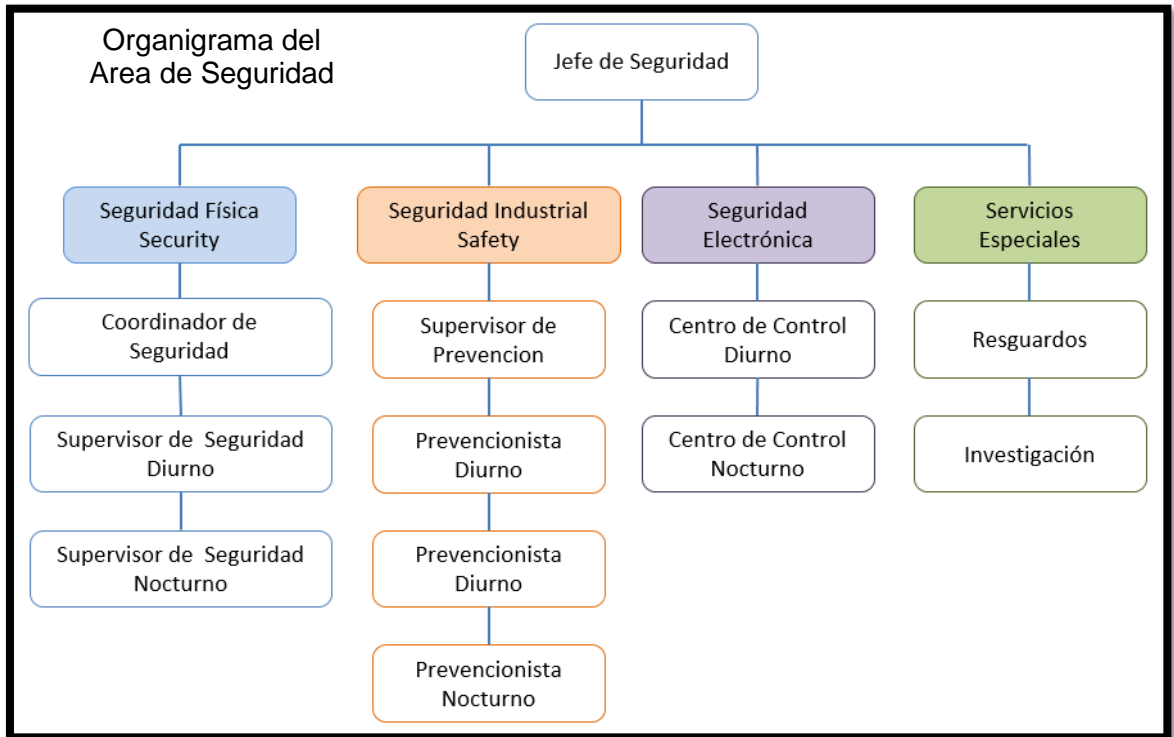 Organigrama del
Area de Seguridad
Jefe de Seguridad
Seguridad Física
Security
Seguridad Industrial
Safety
Seguridad
Electrónica
Servicios
Especiales
Coordinador de
Seguridad
Supervisor de
Prevencion
Centro de Control
Diurno
Resguardos
Supervisor de Seguridad
Diurno
Prevencionista
Diurno
Centro de Control
Nocturno
Investigación
Supervisor de Seguridad
Nocturno
Prevencionista
Diurno
Prevencionista
Nocturno